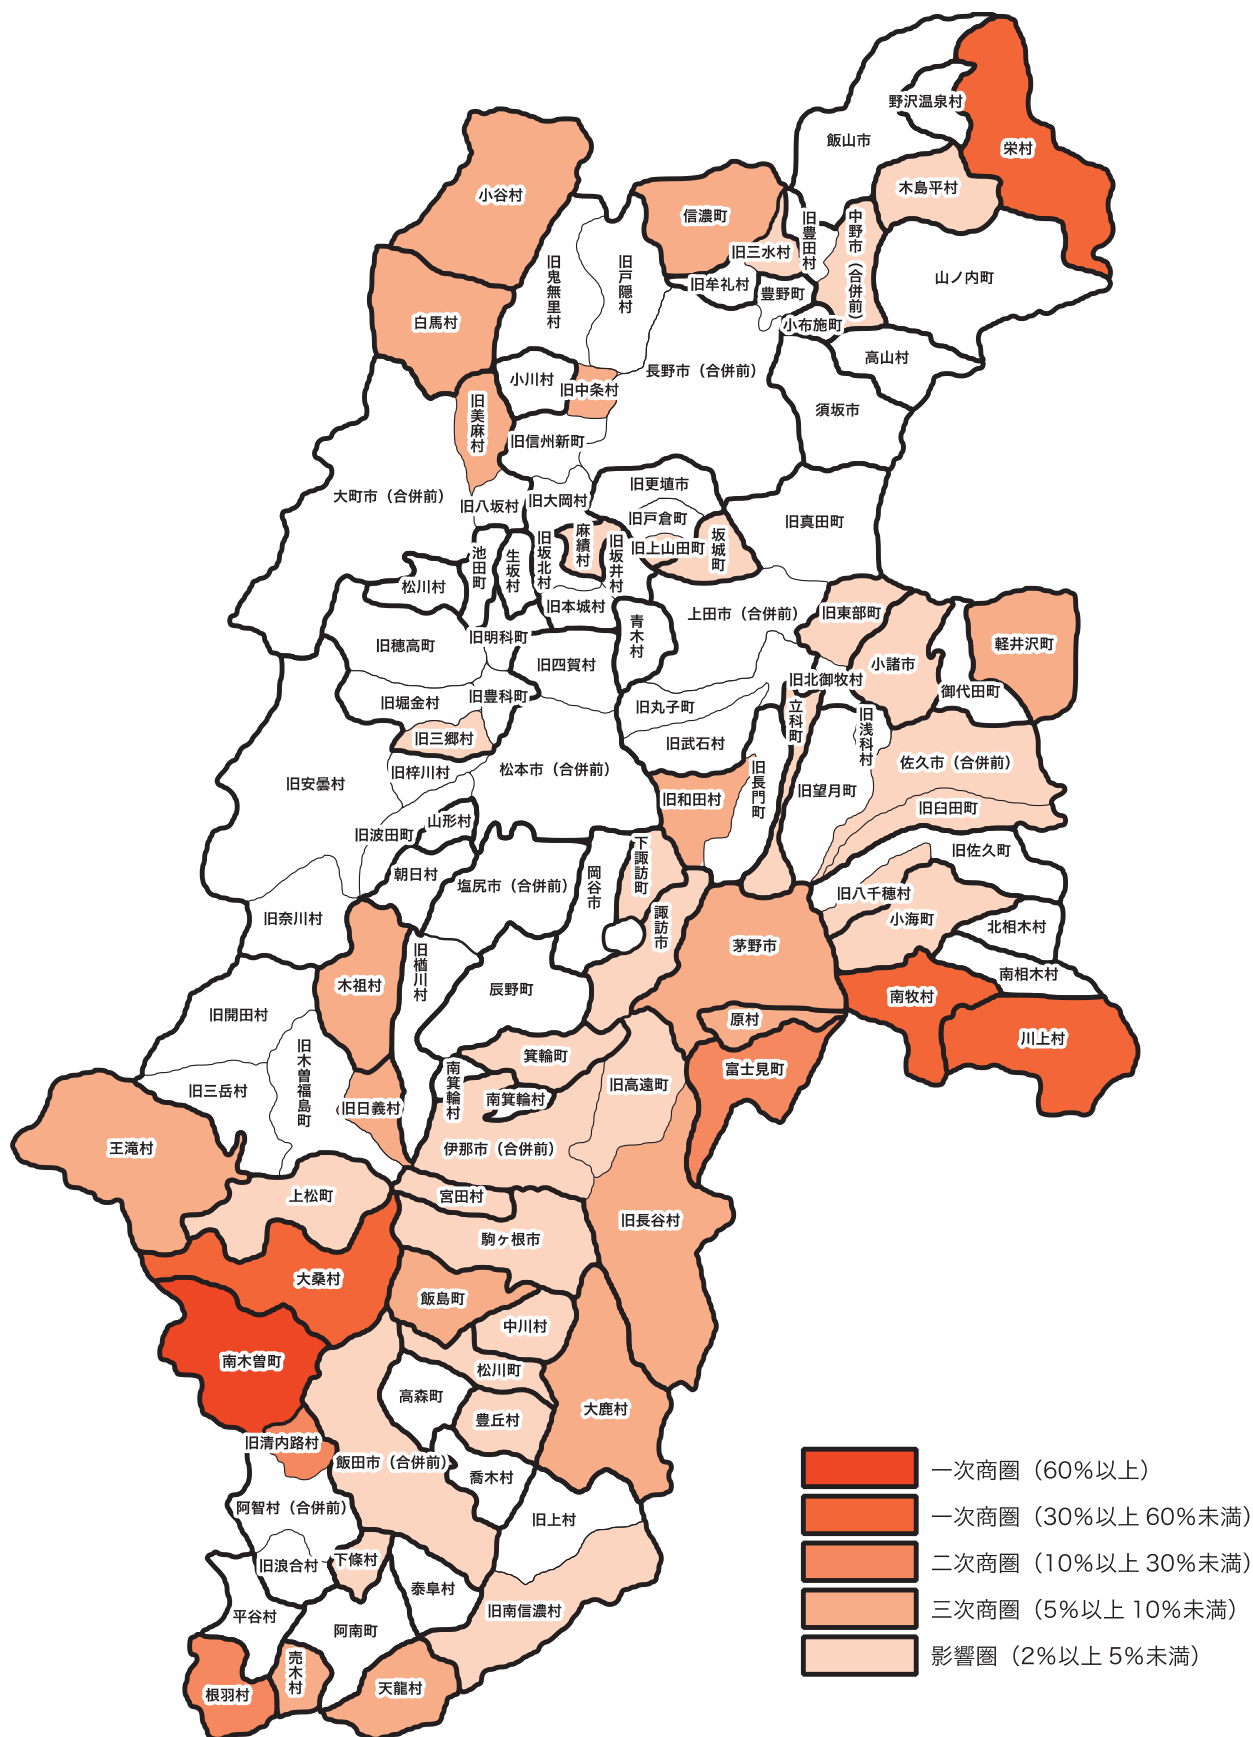 野沢温泉村
飯山市
栄村
木島平村
小谷村
信濃町
旧豊田村
中野市（合併前）
旧三水村
旧鬼無里村
旧戸隠村
旧牟礼村
豊野町
山ノ内町
白馬村
小布施町
高山村
長野市（合併前）
小川村
旧中条村
旧美麻村
須坂市
旧信州新町
旧更埴市
大町市（合併前）
旧八坂村
旧大岡村
旧戸倉町
旧真田町
旧上山田町
坂城町
麻績村
旧坂北村
旧坂井村
池田町
生坂村
松川村
旧本城村
青木村
上田市（合併前）
旧東部町
旧穂高町
旧明科町
旧四賀村
小諸市
軽井沢町
旧北御牧村
御代田町
旧堀金村
旧豊科町
旧丸子町
立科町
旧浅科村
旧三郷村
旧武石村
佐久市（合併前）
旧安曇村
旧梓川村
松本市（合併前）
旧和田村
旧長門町
旧望月町
旧臼田町
旧波田町
山形村
旧佐久町
朝日村
塩尻市（合併前）
岡谷市
下諏訪町
旧八千穂村
旧奈川村
諏訪市
小海町
北相木村
茅野市
旧楢川村
南相木村
木祖村
辰野町
南牧村
旧開田村
原村
川上村
旧木曽福島町
箕輪町
富士見町
旧三岳村
南箕輪村
旧高遠町
南箕輪村
旧日義村
王滝村
伊那市（合併前）
上松町
宮田村
旧長谷村
駒ヶ根市
大桑村
飯島町
中川村
南木曽町
松川町
高森町
大鹿村
豊丘村
旧清内路村
飯田市（合併前）
喬木村
阿智村（合併前）
旧上村
旧浪合村
下條村
泰阜村
平谷村
阿南町
旧南信濃村
売木村
根羽村
天龍村
一次商圏（60%以上）
一次商圏（30%以上 60%未満）
二次商圏（10%以上 30%未満）
三次商圏（5%以上 10%未満）
影響圏（2%以上 5%未満）